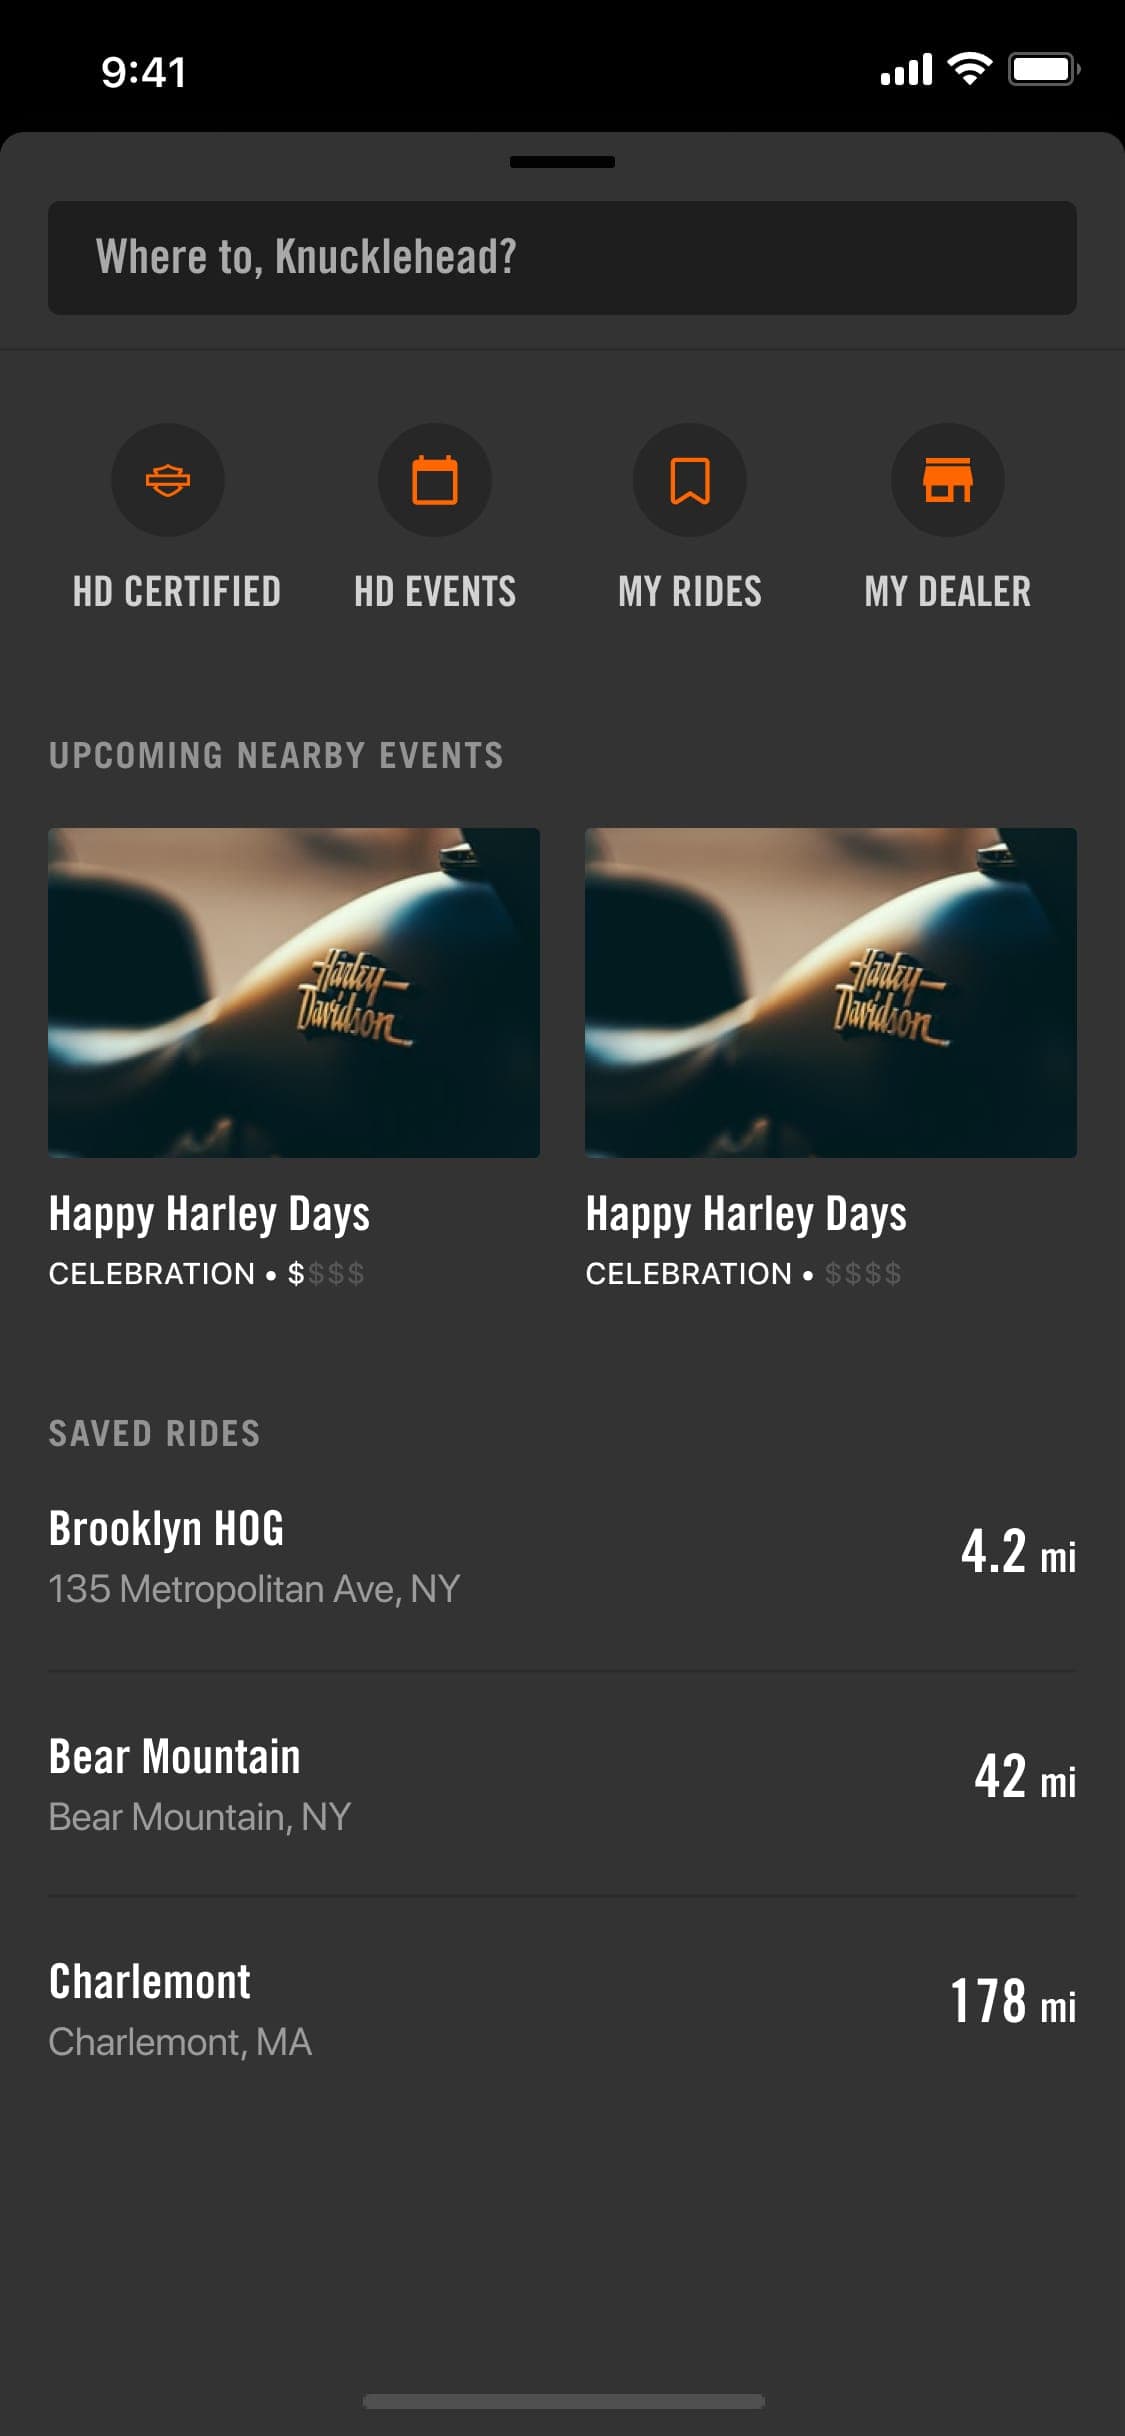 9:41
Where to, Knucklehead?
HD CERTIFIED
HD EVENTS
MY RIDES
MY DEALER
UPCOMING NEARBY EVENTS
Harley-
Davidson
Harley-
Davidson
Happy Harley Days
CELEBRATION • $$$$
Happy Harley Days
CELEBRATION • $$$$
SAVED RIDES
Brooklyn HOG
135 Metropolitan Ave, NY
4.2 mi
Bear Mountain
Bear Mountain, NY
42 mi
Charlemont
Charlemont, MA
178 mi